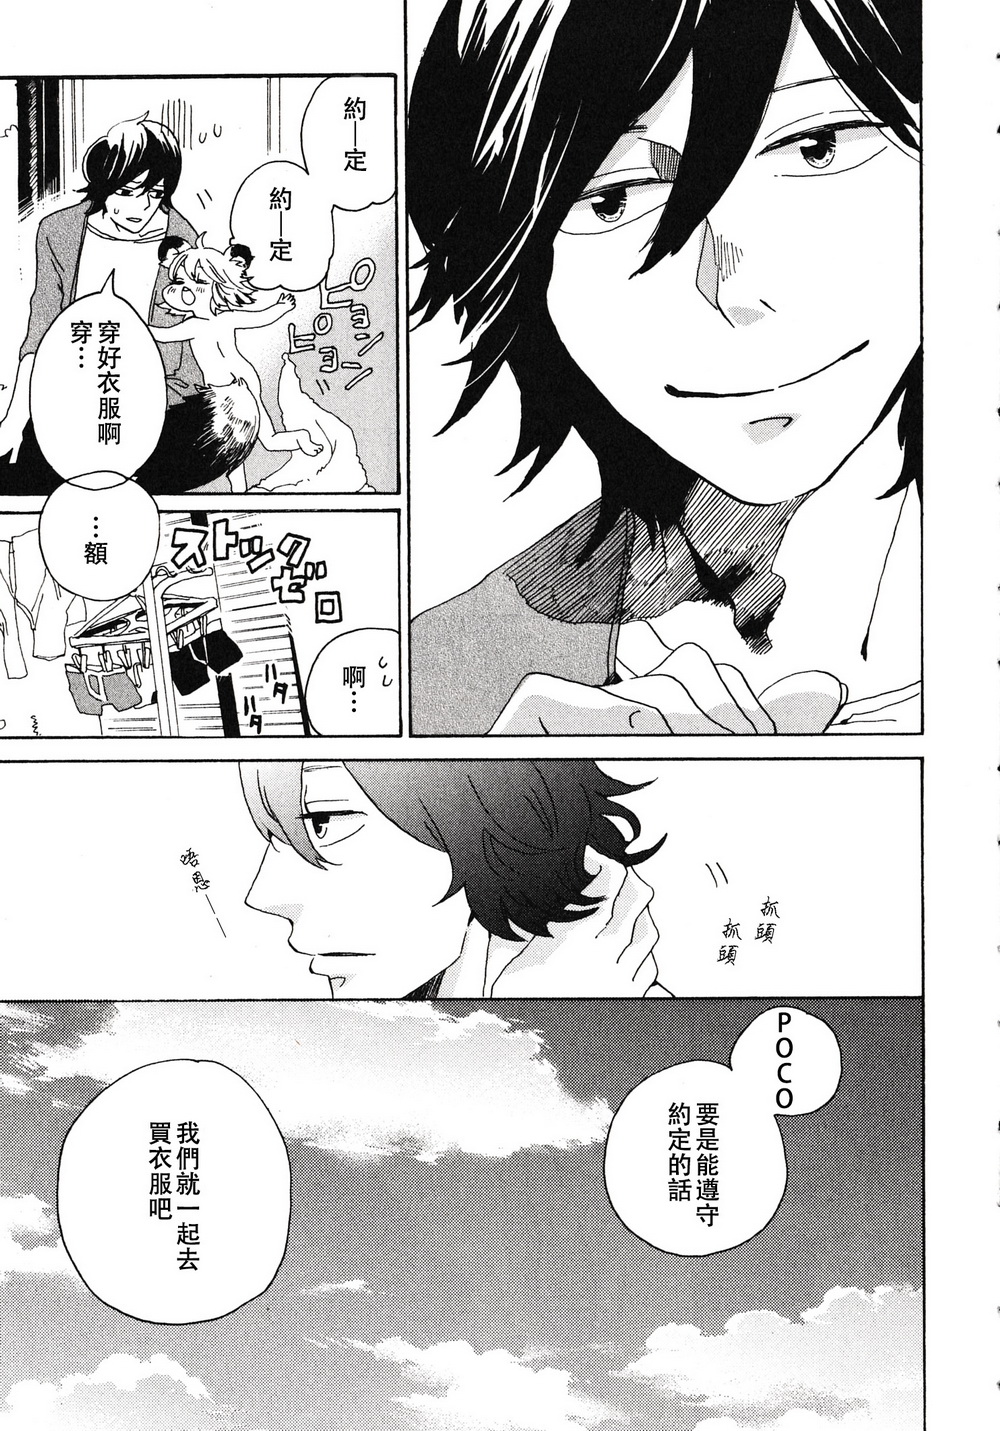 約—定
約—定
ピョン
ピョン
穿好衣服啊
穿…
…額
ストック
ゼロ
啊…
パタ
パタ
抓頭
抓頭
唔恩——
POCO
要是能遵守
約定的話
我們就一起去
買衣服吧